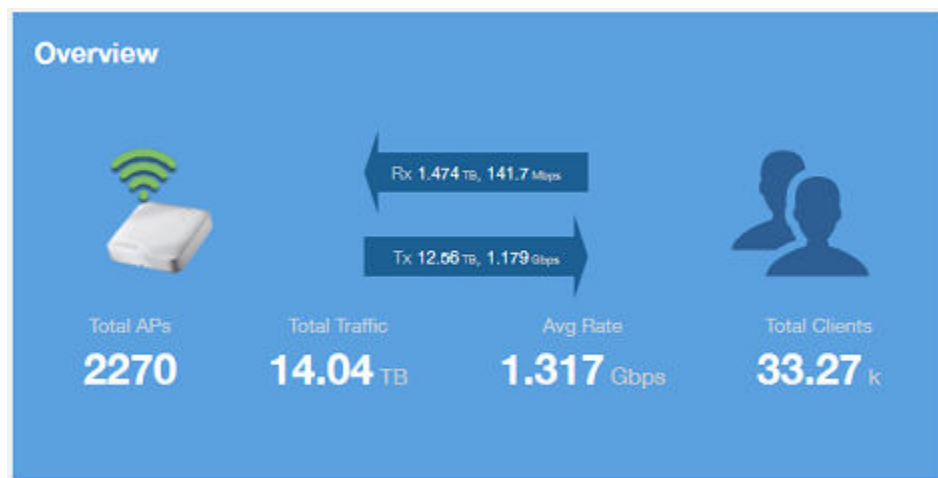 Overview
Rx 1.474 TB, 141.7 Mbps
Tx 12.56 TB, 1.179 Gbps
Total APs Total Traffic Avg Rate Total Clients
2270 14.04 TB 1.317 Gbps 33.27 k